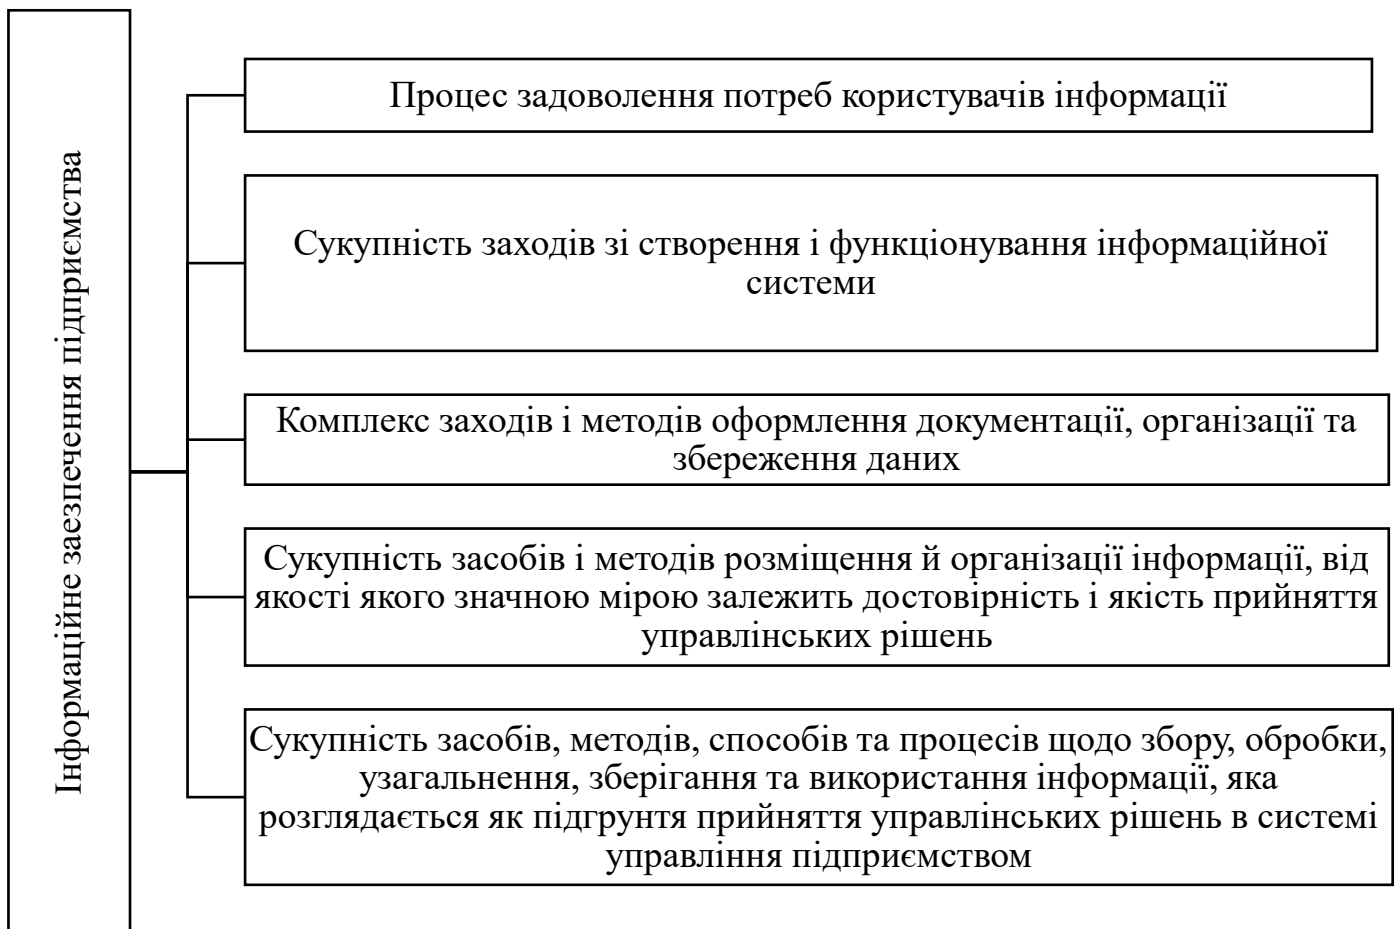 Інформаційне заезпечення підприємства
Процес задоволення потреб користувачів інформації
Сукупність заходів зі створення і функціонування інформаційної
системи
Комплекс заходів і методів оформлення документації, організації та
збереження даних
Сукупність засобів і методів розміщення й організації інформації, від
якості якого значною мірою залежить достовірність і якість прийняття
управлінських рішень
Сукупність засобів, методів, способів та процесів щодо збору, обробки,
узагальнення, зберігання та використання інформації, яка
розглядається як підгрунтя прийняття управлінських рішень в системі
управління підприємством